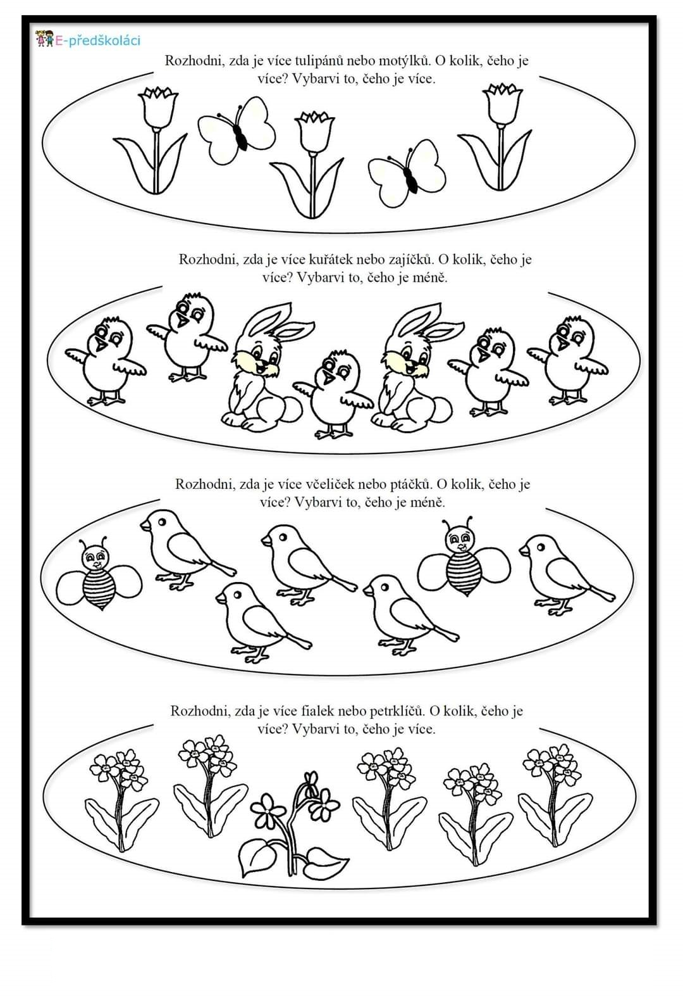 E-předškoláci
Rozhodni, zda je více tulipánů nebo motýlků. O kolik, čeho je
více? Vybarvi to, čeho je více.
Rozhodni, zda je více kuřátek nebo zajíčků. O kolik, čeho je
více? Vybarvi to, čeho je méně.
Rozhodni, zda je více včeliček nebo ptáčků. O kolik, čeho je
více? Vybarvi to, čeho je méně.
Rozhodni, zda je více fialek nebo petrklíčů. O kolik, čeho je
více? Vybarvi to, čeho je více.